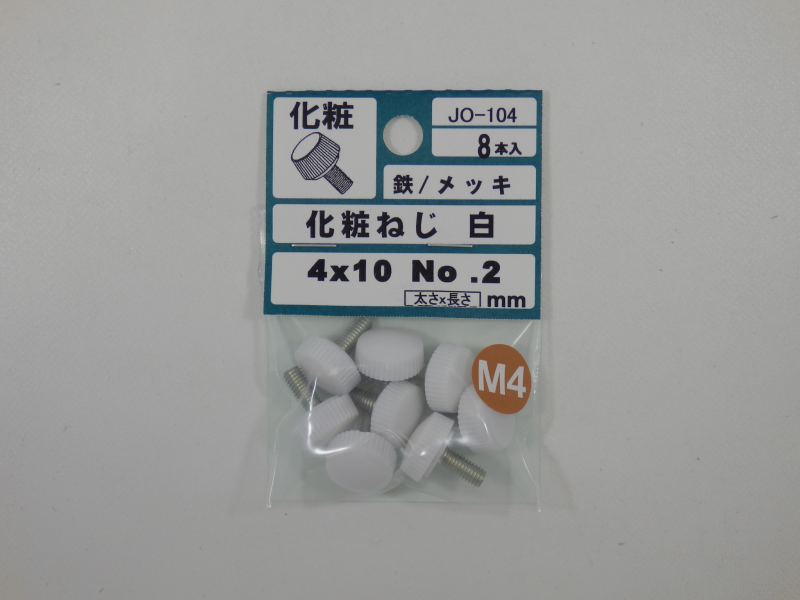 化粧
JO-104
8本入
鉄/メッキ
化粧ねじ 白
4x10 No.2
太さx長さ mm
M4